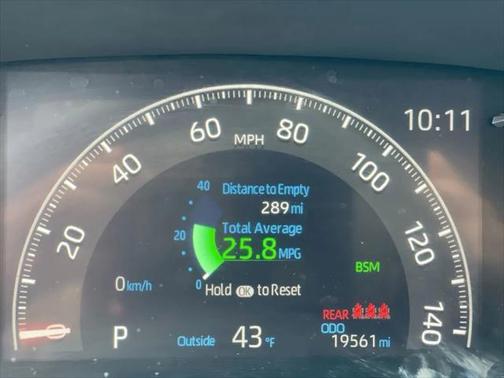 10:11
0 20 40 60 80 100 120 140
MPH
40 Distance to Empty
289 mi
20 Total Average
25.8 MPG
0
0 km/h
Hold OK to Reset
BSM
P
Outside 43 °F
REAR
ODO
19561 mi